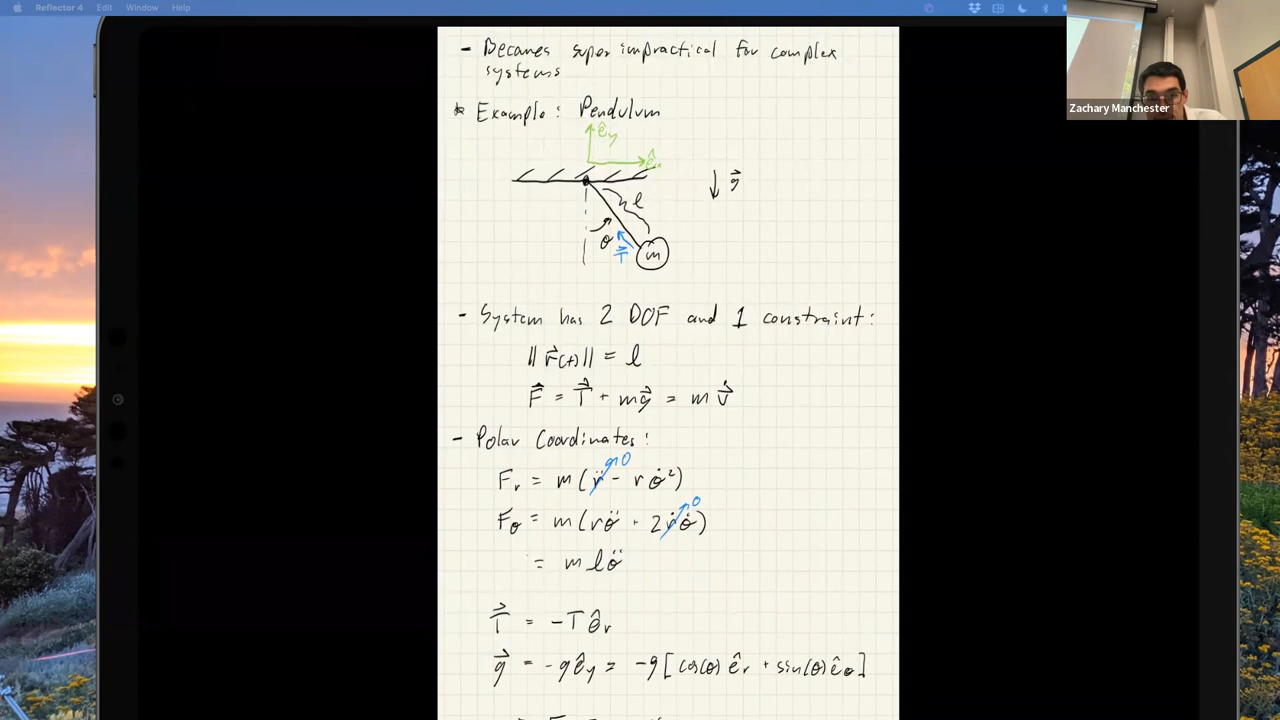 Reflector 4 Edit Window Help
Zachary Manchester
- Becomes super impractical for complex
systems
* Example: Pendulum
ê_y
ê_x
g⃗
l
θ
T⃗
m
- System has 2 DOF and 1 constraint:
||r⃗(t)|| = l
F⃗ = T⃗ + mg⃗ = m v⃗̇
- Polar Coordinates:
F_r = m(r̈ - rθ̇²)
0
F_θ = m(rθ̈ + 2ṙθ̇)
0
= mlθ̈
T⃗ = -T ê_r
g⃗ = -g ê_y = -g[cos(θ) ê_r + sin(θ) ê_θ]